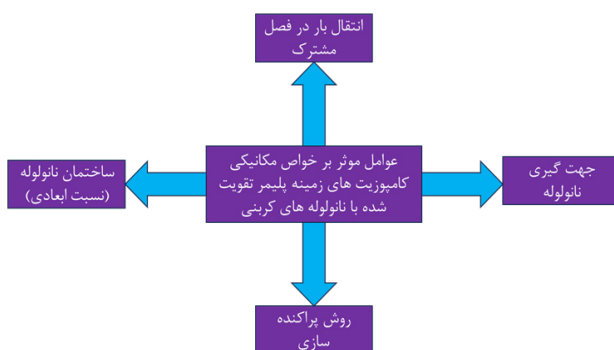 انتقال بار در فصل
مشترک
عوامل موثر بر خواص مکانیکی
کامپوزیت های زمینه پلیمر تقویت
شده با نانولوله های کربنی
جهت گیری
نانولوله
ساختمان نانولوله
(نسبت ابعادی)
روش پراکنده
سازی